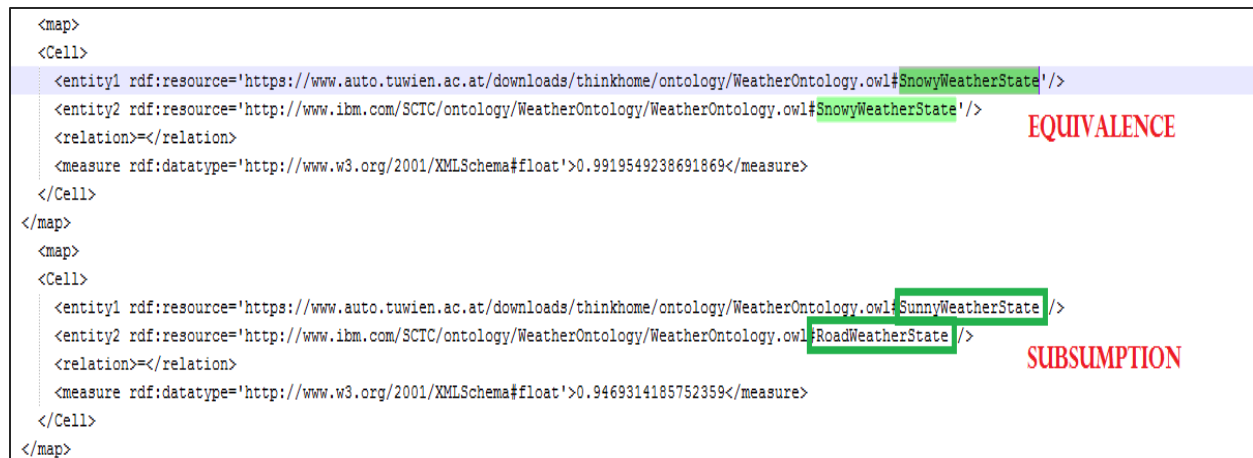 <map>
<Cell>
<entity1 rdf:resource='https://www.auto.tuwien.ac.at/downloads/thinkhome/ontology/WeatherOntology.owl#SnowyWeatherState'/>
<entity2 rdf:resource='http://www.ibm.com/SCTC/ontology/WeatherOntology/WeatherOntology.owl#SnowyWeatherState'/>
EQUIVALENCE
<relation>=</relation>
<measure rdf:datatype='http://www.w3.org/2001/XMLSchema#float'>0.9919549238691869</measure>
</Cell>
</map>
<map>
<Cell>
<entity1 rdf:resource='https://www.auto.tuwien.ac.at/downloads/thinkhome/ontology/WeatherOntology.owl#SunnyWeatherState'/>
<entity2 rdf:resource='http://www.ibm.com/SCTC/ontology/WeatherOntology/WeatherOntology.owl#RoadWeatherState'/>
SUBSUMPTION
<relation>=</relation>
<measure rdf:datatype='http://www.w3.org/2001/XMLSchema#float'>0.9469314185752359</measure>
</Cell>
</map>